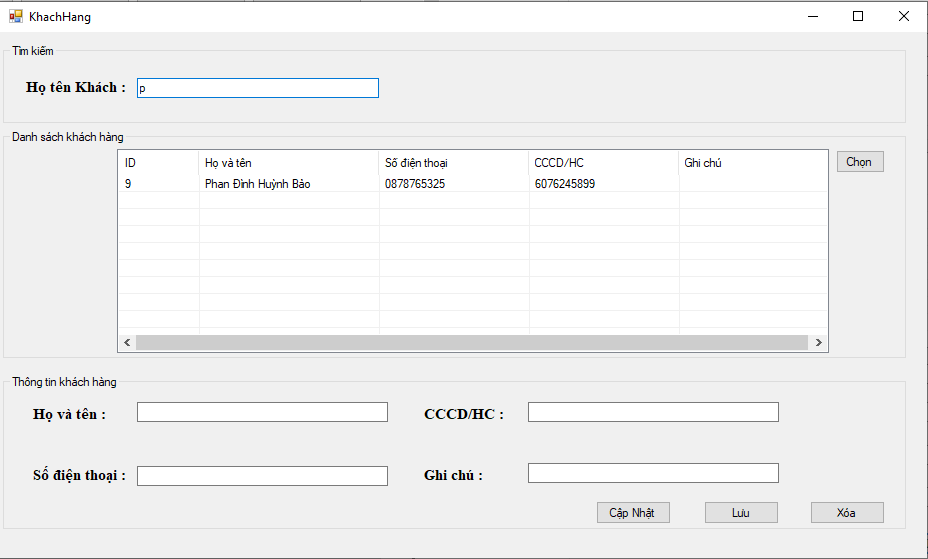 KhachHang
Tìm kiếm
Họ tên Khách : p
Danh sách khách hàng
ID Họ và tên Số điện thoại CCCD/HC Ghi chú Chọn
9 Phan Đình Huỳnh Bảo 0878765325 6076245899
Thông tin khách hàng
Họ và tên : CCCD/HC :
Số điện thoại : Ghi chú :
Cập Nhật Lưu Xóa